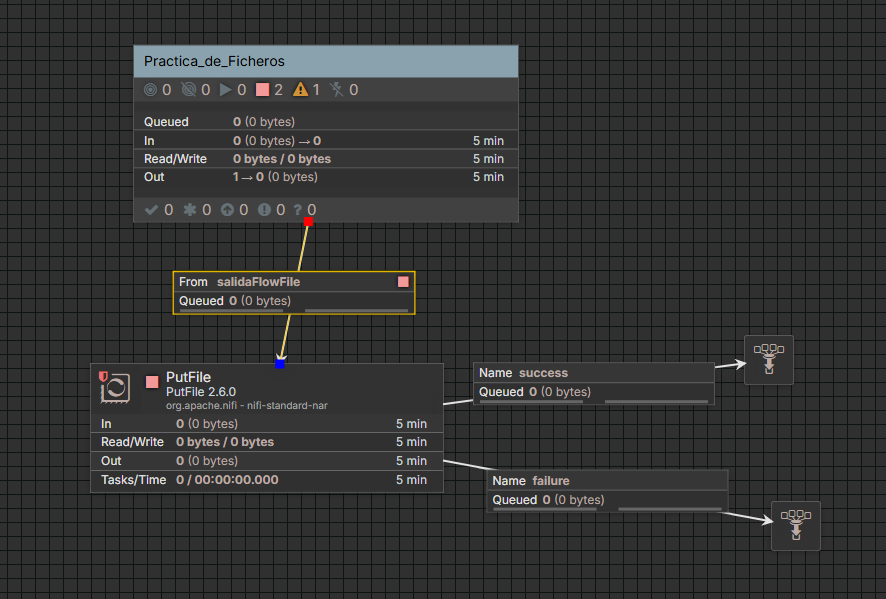 Practica_de_Ficheros
0 0 0 2 1 0
Queued 0 (0 bytes)
In 0 (0 bytes) → 0 5 min
Read/Write 0 bytes / 0 bytes 5 min
Out 1 → 0 (0 bytes) 5 min
0 0 0 0 ? 0
From salidaFlowFile
Queued 0 (0 bytes)
PutFile
PutFile 2.6.0
org.apache.nifi - nifi-standard-nar
In 0 (0 bytes) 5 min
Read/Write 0 bytes / 0 bytes 5 min
Out 0 (0 bytes) 5 min
Tasks/Time 0 / 00:00:00.000 5 min
Name success
Queued 0 (0 bytes)
Name failure
Queued 0 (0 bytes)